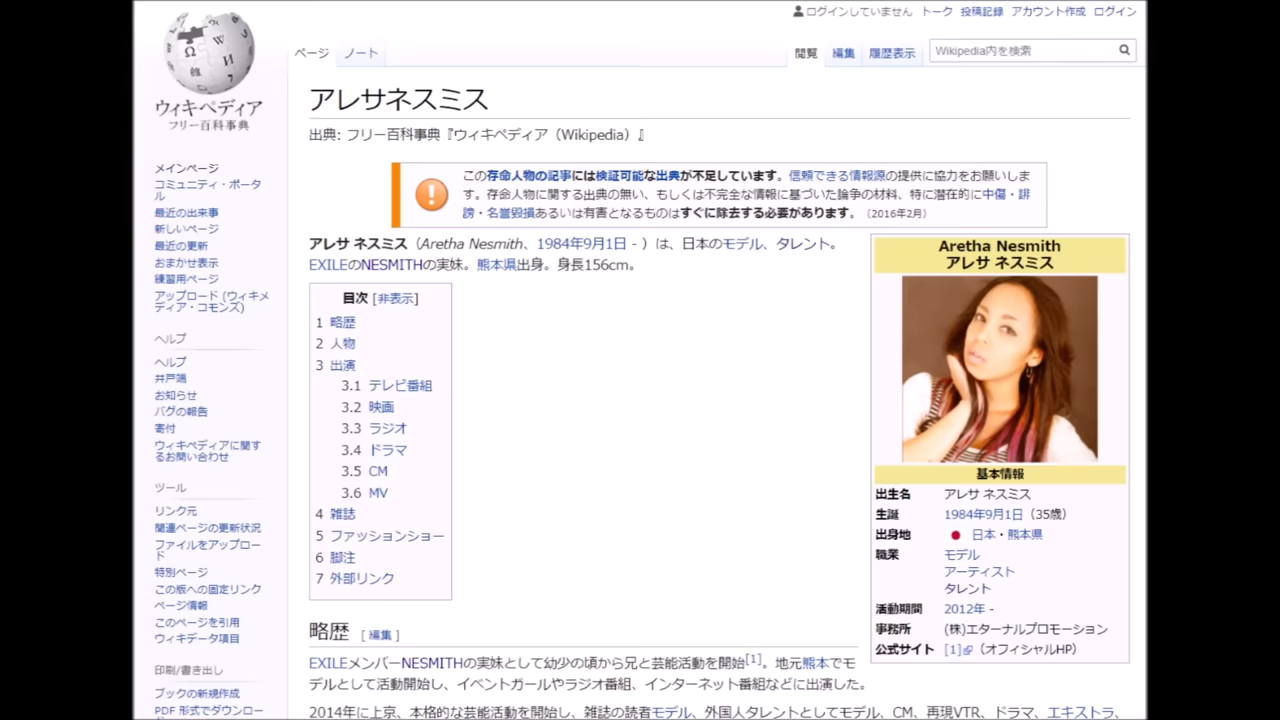 ログインしていません トーク 投稿記録 アカウント作成 ログイン
ページ ノート 閲覧 編集 履歴表示 Wikipedia内を検索
ウィキペディア
フリー百科事典
メインページ
コミュニティ・ポータ
ル
最近の出来事
新しいページ
最近の更新
おまかせ表示
練習用ページ
アップロード (ウィキメ
ディア・コモンズ)
ヘルプ
ヘルプ
井戸端
お知らせ
バグの報告
寄付
ウィキペディアに関す
るお問い合わせ
ツール
リンク元
関連ページの更新状況
ファイルをアップロー
ド
特別ページ
この版への固定リンク
ページ情報
このページを引用
ウィキデータ項目
印刷/書き出し
ブックの新規作成
PDF 形式でダウンロー
アレサネスミス
出典: フリー百科事典『ウィキペディア（Wikipedia）』
この存命人物の記事には検証可能な出典が不足しています。信頼できる情報源の提供に協力をお願いしま
す。存命人物に関する出典の無い、もしくは不完全な情報に基づいた論争の材料、特に潜在的に中傷・誹
謗・名誉毀損あるいは有害となるものはすぐに除去する必要があります。（2016年2月）
アレサ ネスミス（Aretha Nesmith、1984年9月1日 - ）は、日本のモデル、タレント。
EXILEのNESMITHの実妹。熊本県出身。身長156cm。
目次 [非表示]
1 略歴
2 人物
3 出演
3.1 テレビ番組
3.2 映画
3.3 ラジオ
3.4 ドラマ
3.5 CM
3.6 MV
4 雑誌
5 ファッションショー
6 脚注
7 外部リンク
Aretha Nesmith
アレサ ネスミス
基本情報
出生名 アレサ ネスミス
生誕 1984年9月1日（35歳）
出身地 日本・熊本県
職業 モデル
アーティスト
タレント
活動期間 2012年 -
事務所 (株)エターナルプロモーション
公式サイト [1]（オフィシャルHP）
略歴 [ 編集 ]
EXILEメンバーNESMITHの実妹として幼少の頃から兄と芸能活動を開始[1]。地元熊本でモ
デルとして活動開始し、イベントガールやラジオ番組、インターネット番組などに出演した。
2014年に上京、本格的な芸能活動を開始し、雑誌の読者モデル、外国人タレントとしてモデル、CM、再現VTR、ドラマ、エキストラ、